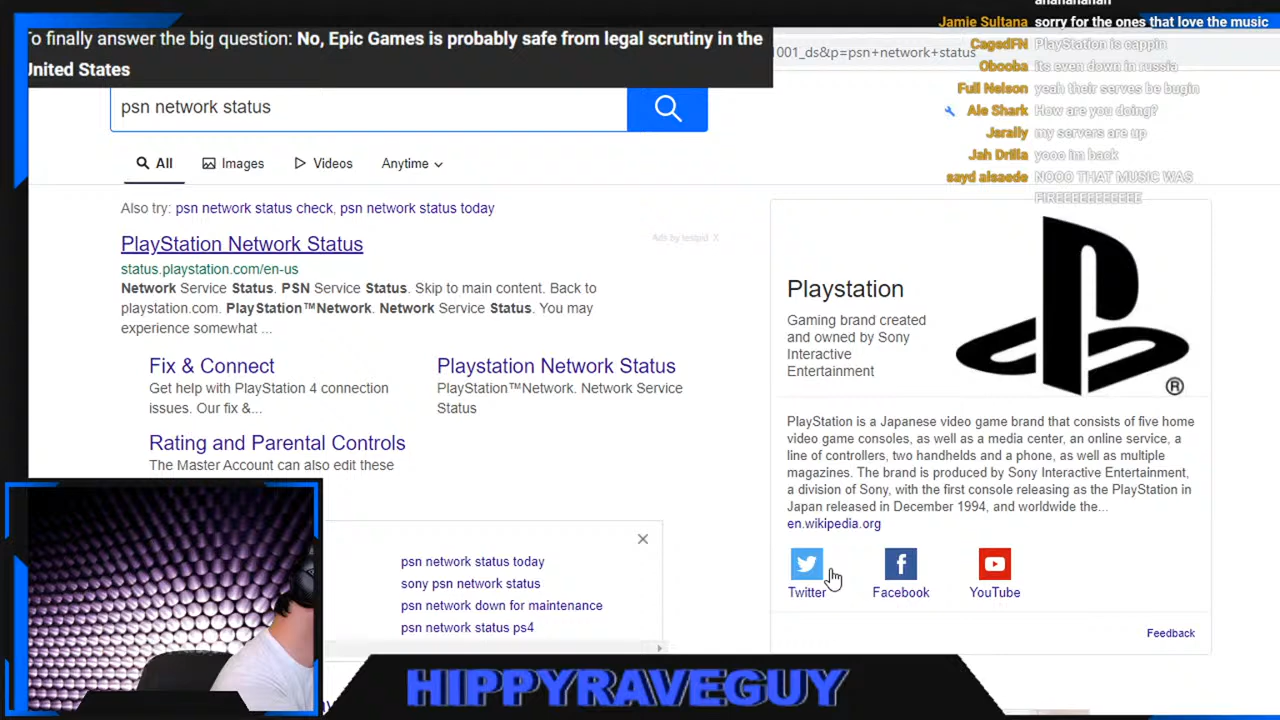 To finally answer the big question: No, Epic Games is probably safe from legal scrutiny in the
United States
1001_ds&p=psn+network+status
hahahahah
Jamie Sultana sorry for the ones that love the music
CagedFN PlayStation is cappin
Obooba its even down in russia
Full Nelson yeah their serves be bugin
Ale Shark How are you doing?
Jsrally my servers are up
Jah Drilla yooo im back
sayd alsaede NOOO THAT MUSIC WAS
FIREEEEEEEEEE
psn network status
All Images Videos Anytime
Also try: psn network status check, psn network status today
Ads by testpid X
PlayStation Network Status
status.playstation.com/en-us
Network Service Status. PSN Service Status. Skip to main content. Back to
playstation.com. PlayStation™Network. Network Service Status. You may
experience somewhat ...
Fix & Connect
Get help with PlayStation 4 connection
issues. Our fix &...
Playstation Network Status
PlayStation™Network. Network Service
Status
Rating and Parental Controls
The Master Account can also edit these
psn network status today
sony psn network status
psn network down for maintenance
psn network status ps4
Playstation
Gaming brand created
and owned by Sony
Interactive
Entertainment
®
PlayStation is a Japanese video game brand that consists of five home
video game consoles, as well as a media center, an online service, a
line of controllers, two handhelds and a phone, as well as multiple
magazines. The brand is produced by Sony Interactive Entertainment,
a division of Sony, with the first console releasing as the PlayStation in
Japan released in December 1994, and worldwide the...
en.wikipedia.org
Twitter Facebook YouTube
Feedback
HIPPYRAVEGUY